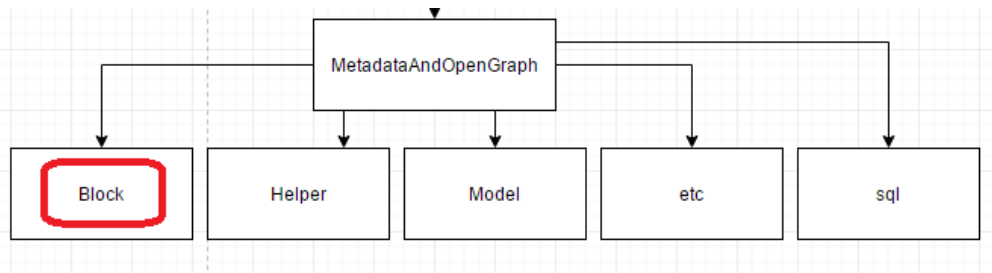 MetadataAndOpenGraph
Block
Helper
Model
etc
sql